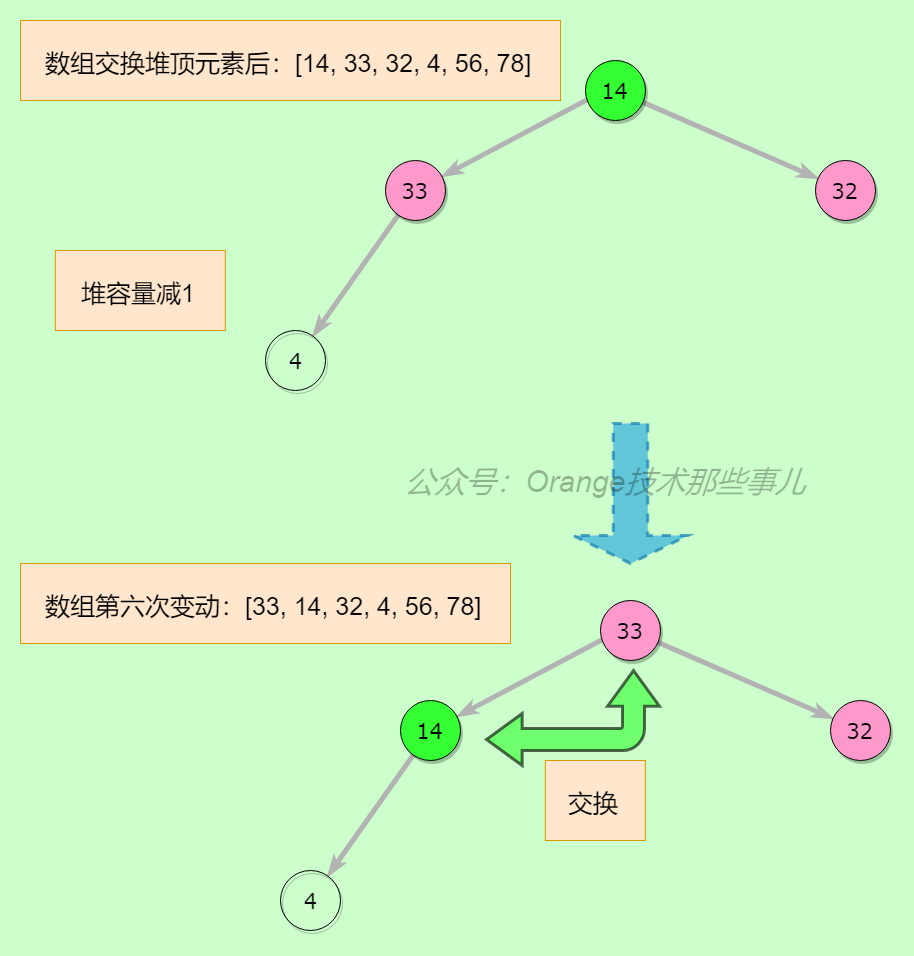 数组交换堆顶元素后：[14, 33, 32, 4, 56, 78]
14
33
32
堆容量减1
4
公众号：Orange技术那些事儿
数组第六次变动：[33, 14, 32, 4, 56, 78]
33
14
32
交换
4